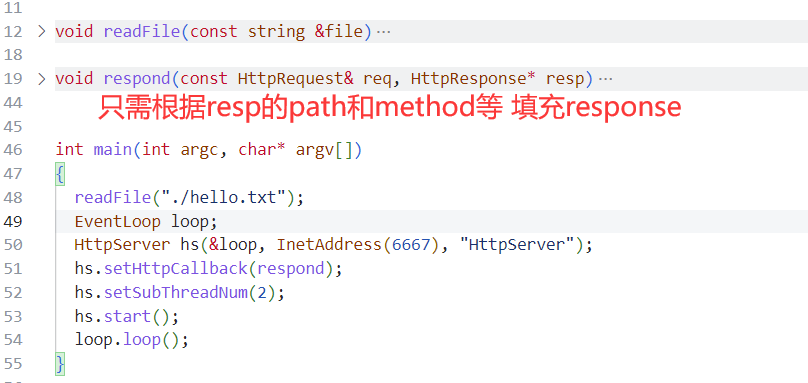 11
12 > void readFile(const string &file)···
18
19 > void respond(const HttpRequest& req, HttpResponse* resp)···
44 只需根据resp的path和method等 填充response
45
46 int main(int argc, char* argv[])
47 {
48 readFile("./hello.txt");
49 EventLoop loop;
50 HttpServer hs(&loop, InetAddress(6667), "HttpServer");
51 hs.setHttpCallback(respond);
52 hs.setSubThreadNum(2);
53 hs.start();
54 loop.loop();
55 }